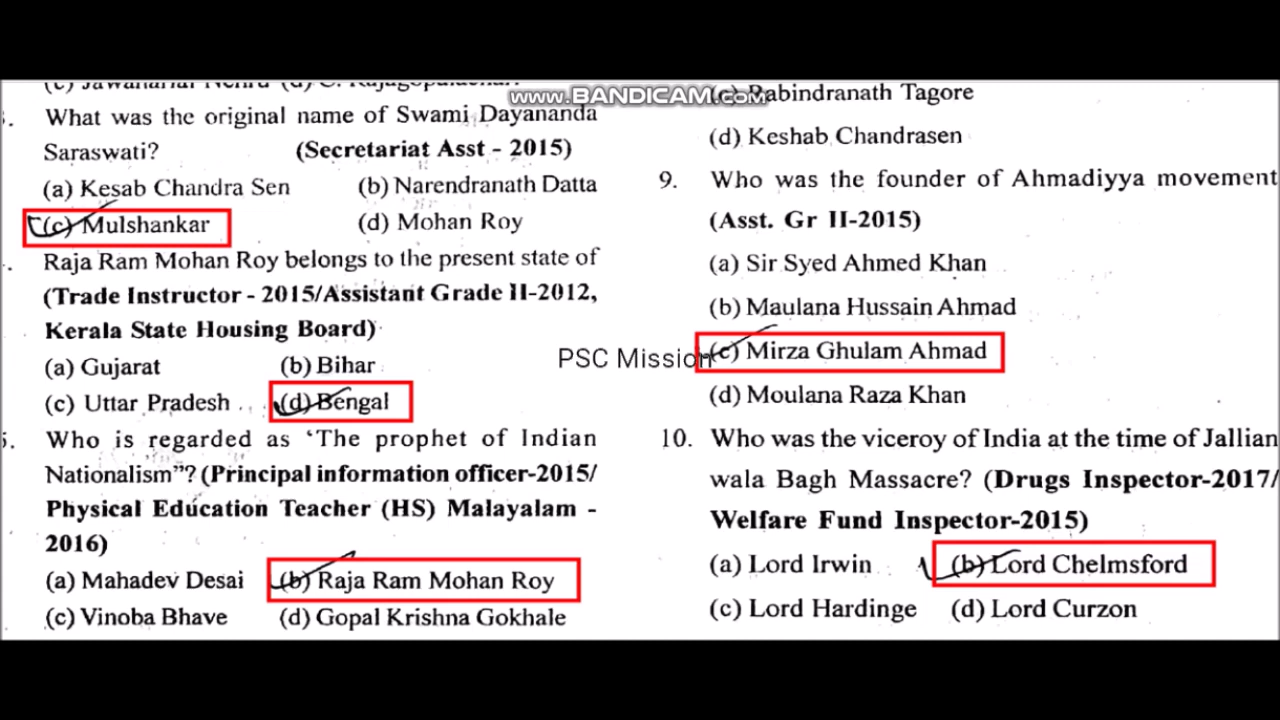 (c) Jawaharlal Nehru (d) C. Rajagopalachari
What was the original name of Swami Dayananda
Saraswati? (Secretariat Asst - 2015)
(a) Kesab Chandra Sen (b) Narendranath Datta
(c) Mulshankar (d) Mohan Roy
Raja Ram Mohan Roy belongs to the present state of
(Trade Instructor - 2015/Assistant Grade II-2012,
Kerala State Housing Board)
(a) Gujarat (b) Bihar
(c) Uttar Pradesh (d) Bengal
Who is regarded as ‘The prophet of Indian
Nationalism”? (Principal information officer-2015/
Physical Education Teacher (HS) Malayalam -
2016)
(a) Mahadev Desai (b) Raja Ram Mohan Roy
(c) Vinoba Bhave (d) Gopal Krishna Gokhale
www.BANDICAM.com
(c) Rabindranath Tagore
(d) Keshab Chandrasen
9. Who was the founder of Ahmadiyya movement
(Asst. Gr II-2015)
(a) Sir Syed Ahmed Khan
(b) Maulana Hussain Ahmad
PSC Mission
(c) Mirza Ghulam Ahmad
(d) Moulana Raza Khan
10. Who was the viceroy of India at the time of Jallian
wala Bagh Massacre? (Drugs Inspector-2017/
Welfare Fund Inspector-2015)
(a) Lord Irwin (b) Lord Chelmsford
(c) Lord Hardinge (d) Lord Curzon